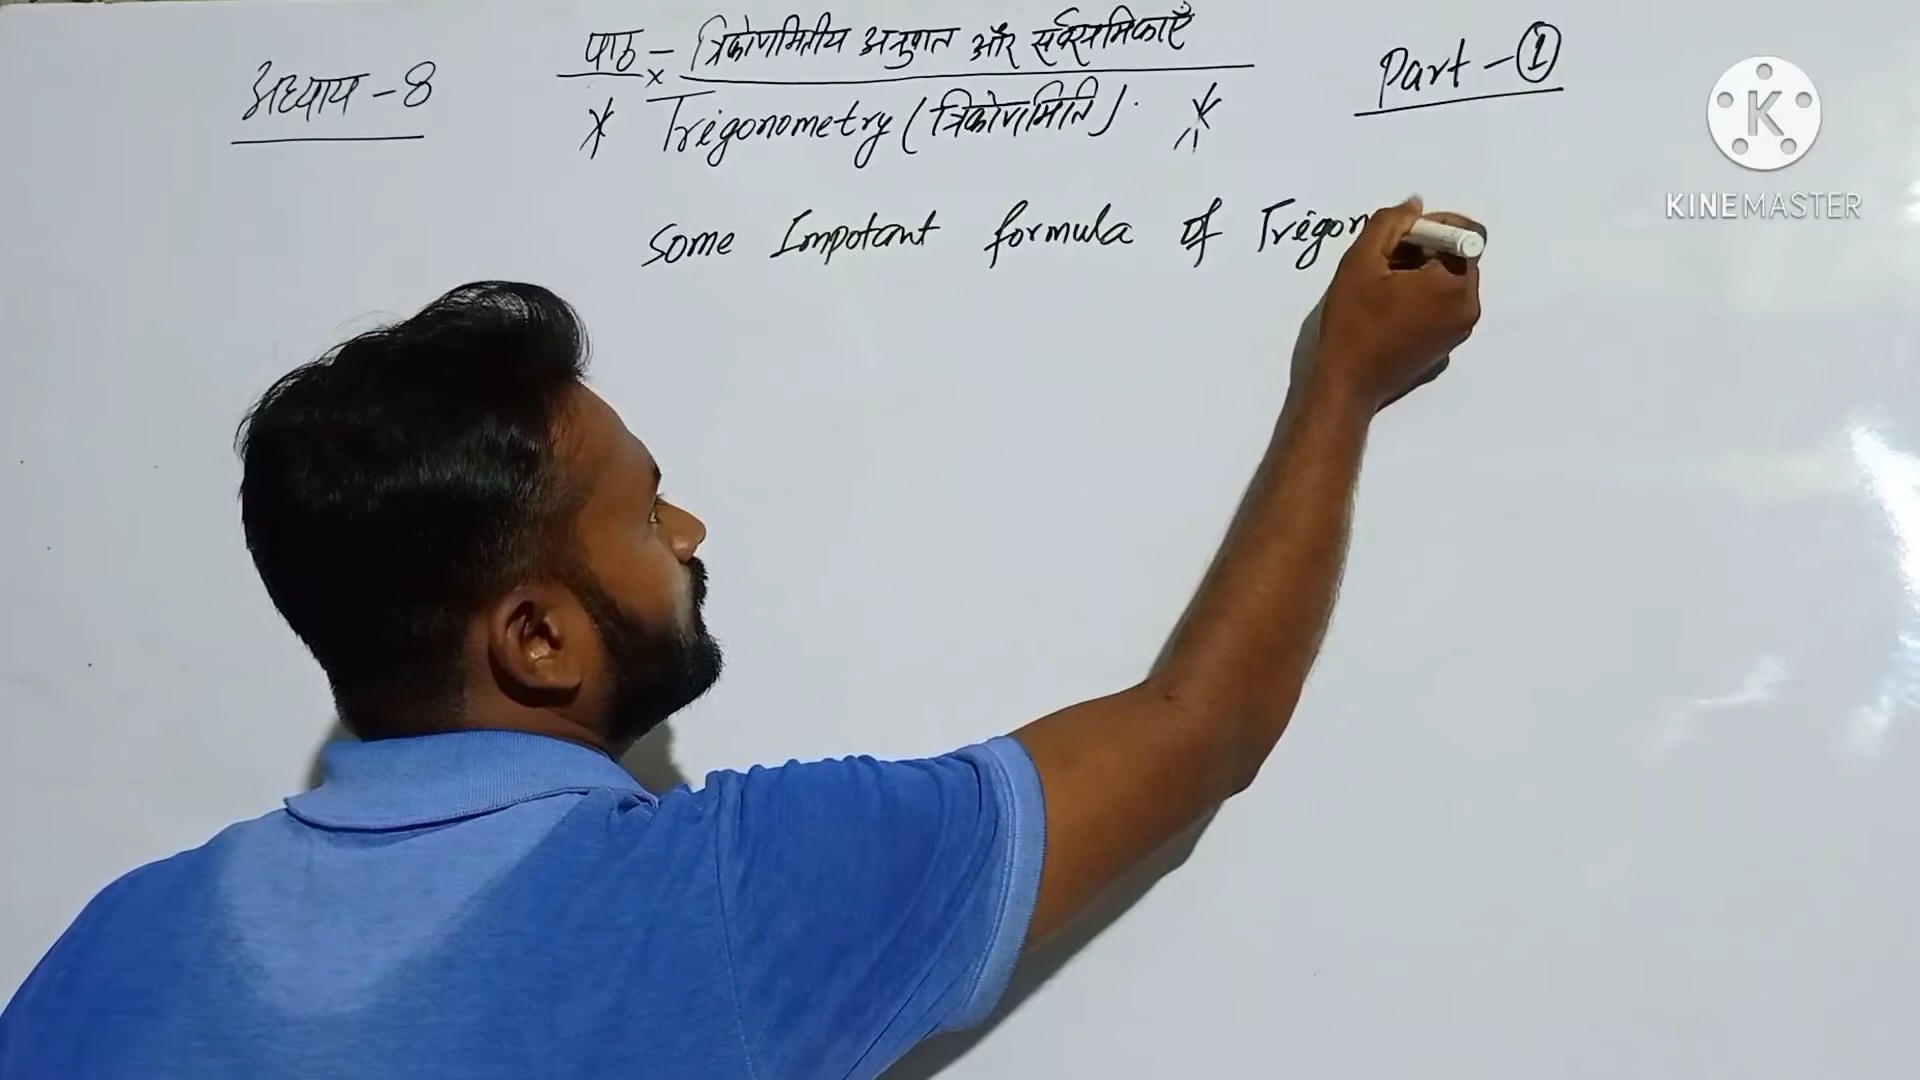 अध्याय - 8
पाठ - त्रिकोणमितीय अनुपात और सर्वसमिकाएँ
Trigonometry (त्रिकोणमिति)
Part - 1
Some Impotant formula of Trigon
K
KINEMASTER